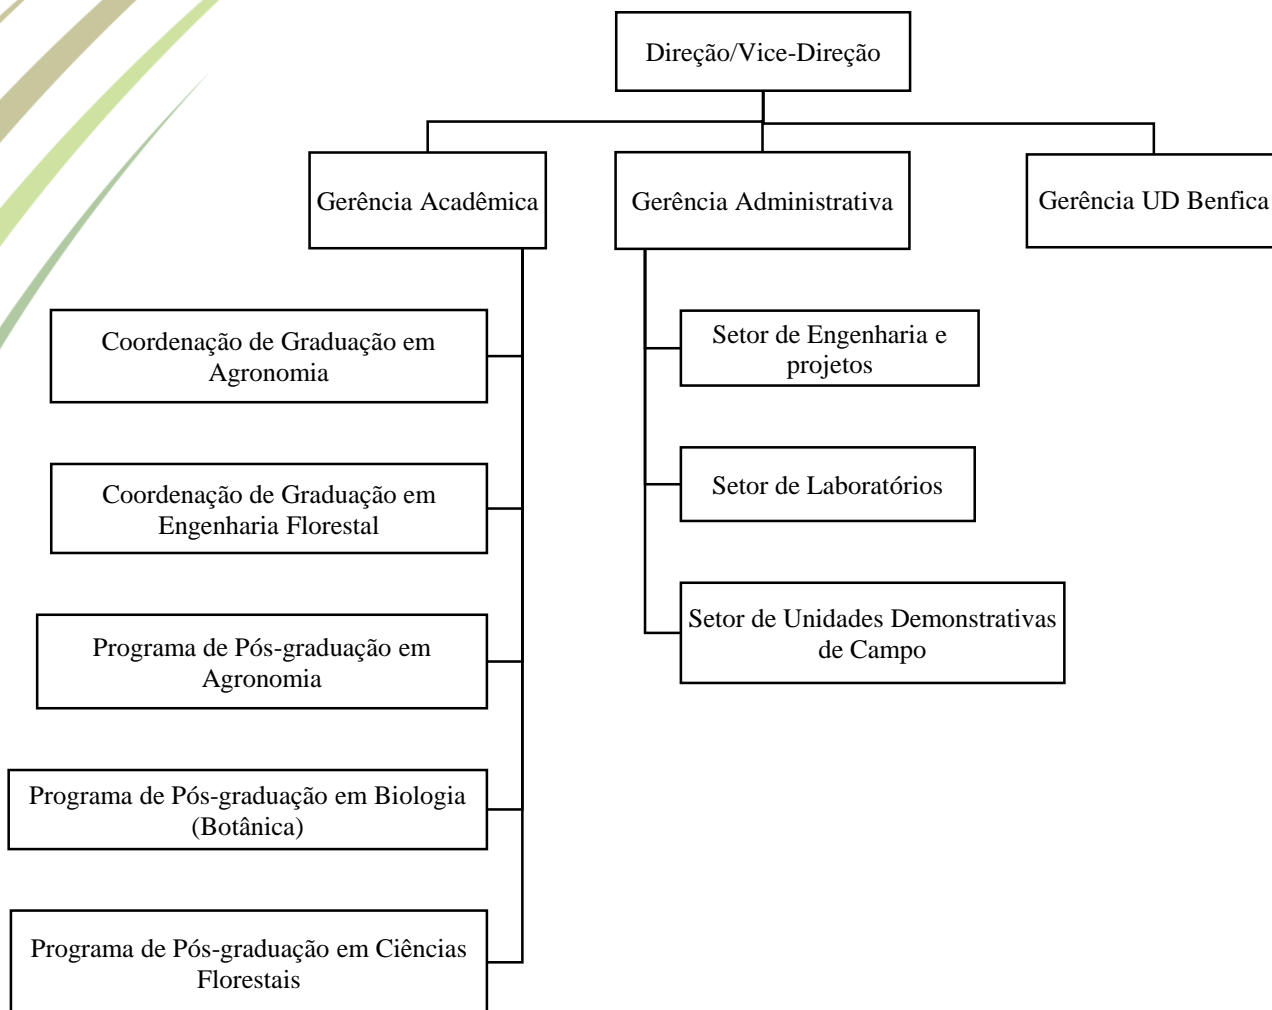 Direção/Vice-Direção
Gerência Acadêmica
Gerência Administrativa
Gerência UD Benfica
Coordenação de Graduação em
Agronomia
Coordenação de Graduação em
Engenharia Florestal
Programa de Pós-graduação em
Agronomia
Programa de Pós-graduação em Biologia
(Botânica)
Programa de Pós-graduação em Ciências
Florestais
Setor de Engenharia e
projetos
Setor de Laboratórios
Setor de Unidades Demonstrativas
de Campo